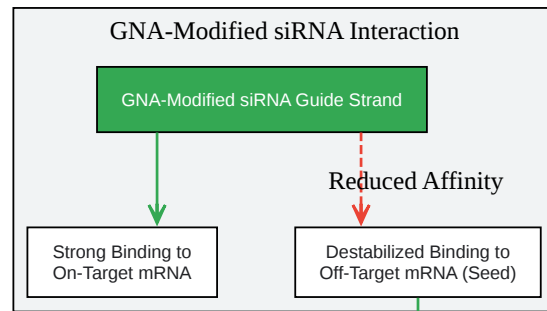 GNA-Modified siRNA Interaction
GNA-Modified siRNA Guide Strand
Reduced Affinity
Strong Binding to
On-Target mRNA
Destabilized Binding to
Off-Target mRNA (Seed)